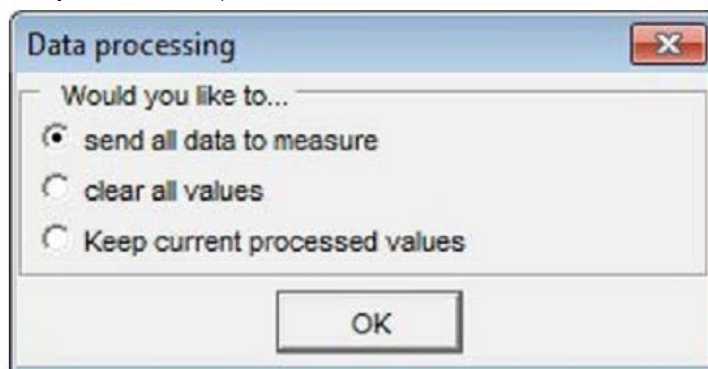 Data processing
Would you like to...
send all data to measure
clear all values
Keep current processed values
OK